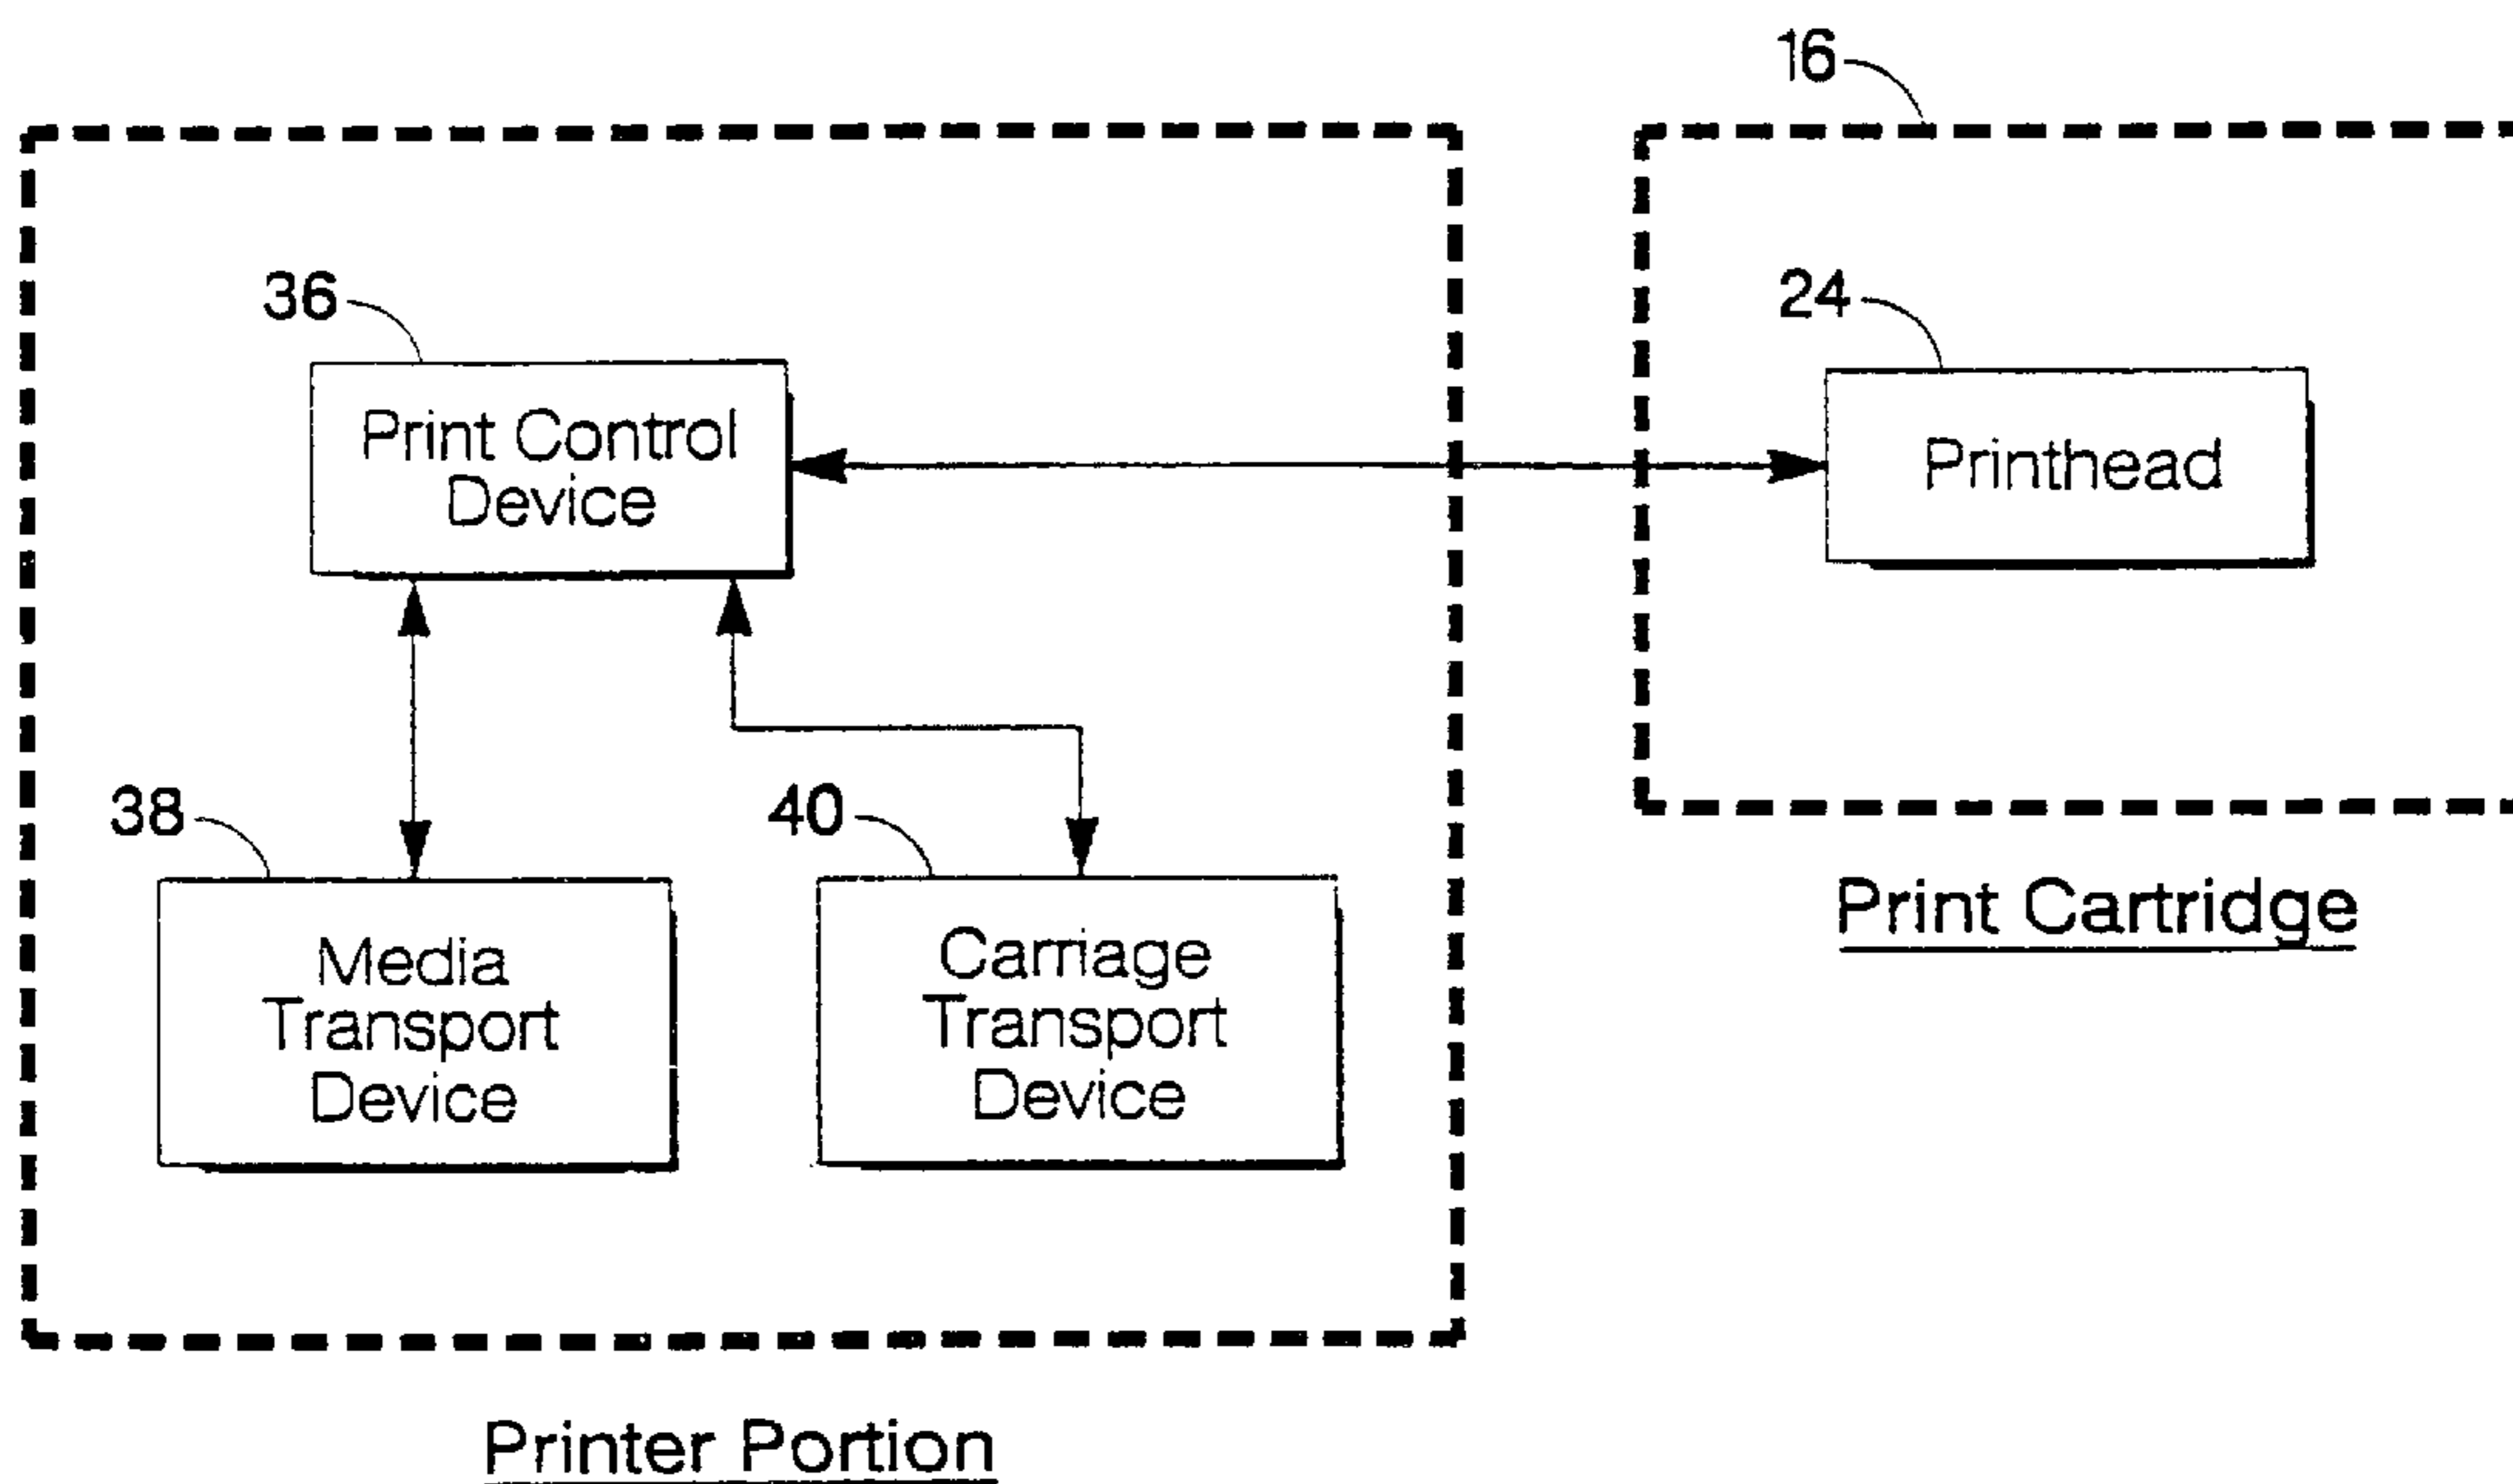 16
36
24
Print Control
Device
Printhead
38
40
Print Cartridge
Media
Transport
Device
Carriage
Transport
Device
Printer Portion